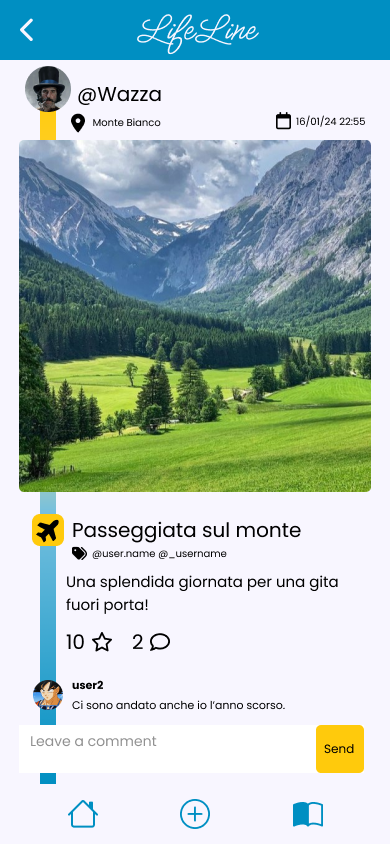 LifeLine
@Wazza
Monte Bianco
16/01/24 22:55
Passeggiata sul monte
@user.name @_username
Una splendida giornata per una gita
fuori porta!
10 2
user2
Ci sono andato anche io l'anno scorso.
Leave a comment
Send